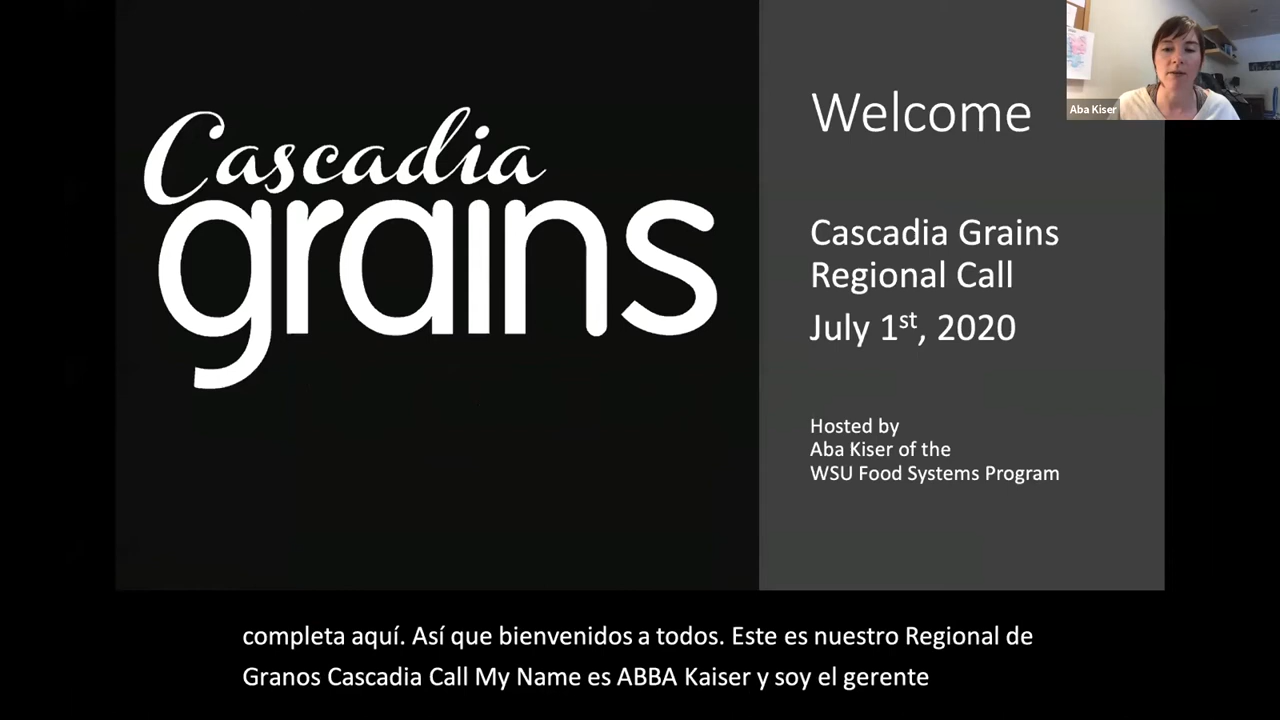 Cascadia
grains
Welcome
Aba Kiser
Cascadia Grains
Regional Call
July 1st, 2020
Hosted by
Aba Kiser of the
WSU Food Systems Program
completa aquí. Así que bienvenidos a todos. Este es nuestro Regional de
Granos Cascadia Call My Name es ABBA Kaiser y soy el gerente